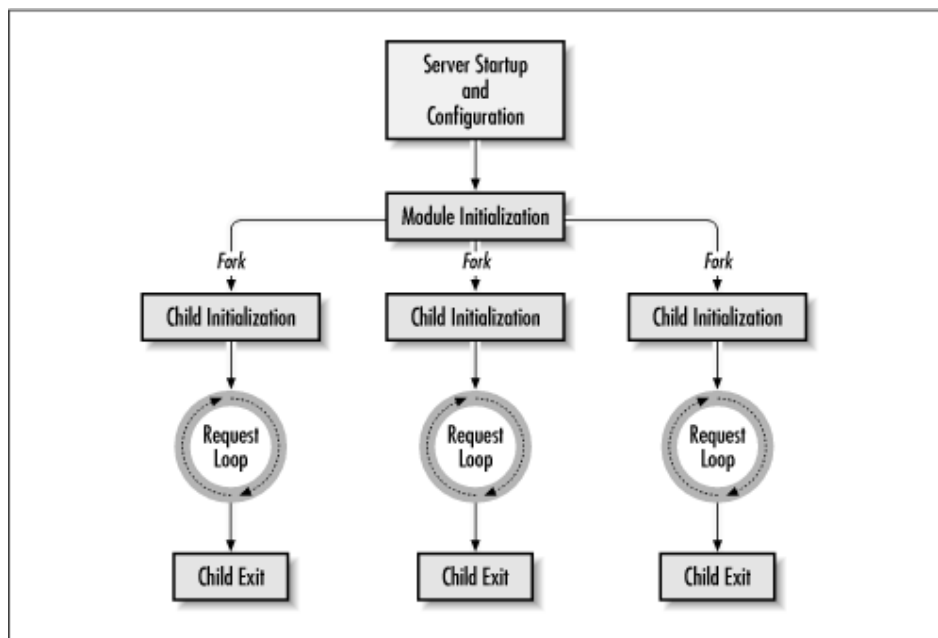 Server Startup
and
Configuration
Module Initialization
Fork
Fork
Fork
Child Initialization
Child Initialization
Child Initialization
Request
Loop
Request
Loop
Request
Loop
Child Exit
Child Exit
Child Exit